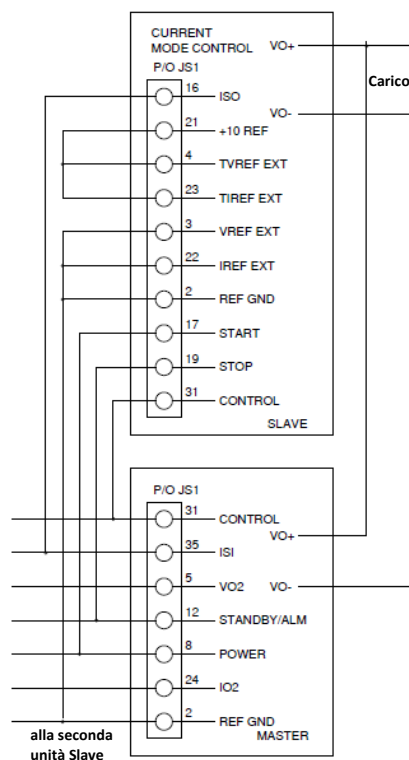 CURRENT
MODE CONTROL
VO+
P/O JS1
Carico
16 ISO
VO-
21 +10 REF
4 TVREF EXT
23 TIREF EXT
3 VREF EXT
22 IREF EXT
2 REF GND
17 START
19 STOP
31 CONTROL
SLAVE
P/O JS1
31 CONTROL
VO+
35 ISI
5 VO2 VO-
12 STANDBY/ALM
8 POWER
24 IO2
2 REF GND
MASTER
alla seconda
unità Slave